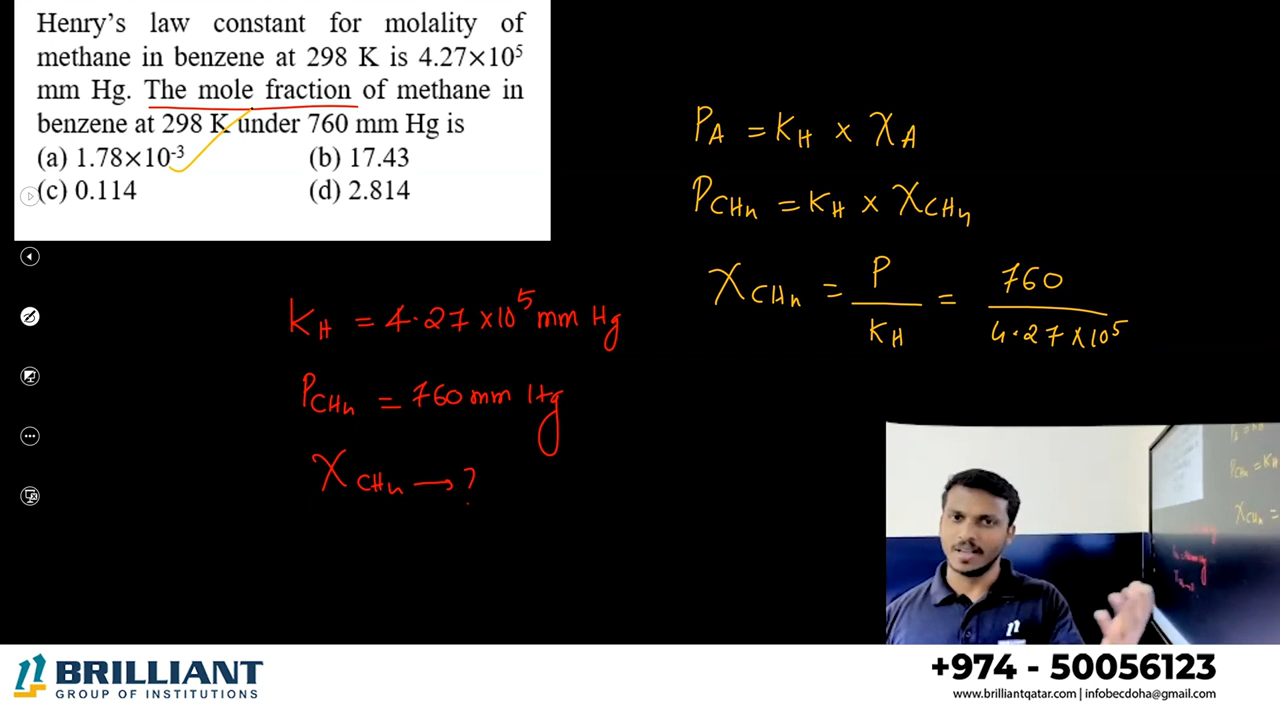 Henry's law constant for molality of
methane in benzene at 298 K is 4.27×10⁵
mm Hg. The mole fraction of methane in
benzene at 298 K under 760 mm Hg is
(a) 1.78×10⁻³ (b) 17.43
(c) 0.114 (d) 2.814
K_H = 4.27 ×10⁵ mm Hg
P_CH₄ = 760 mm Hg
X_CH₄ → ?
P_A = K_H × X_A
P_CH₄ = K_H × X_CH₄
X_CH₄ = P / K_H = 760 / 4.27×10⁵
BRILLIANT
GROUP OF INSTITUTIONS
+974 - 50056123
www.brilliantqatar.com | infobecdoha@gmail.com